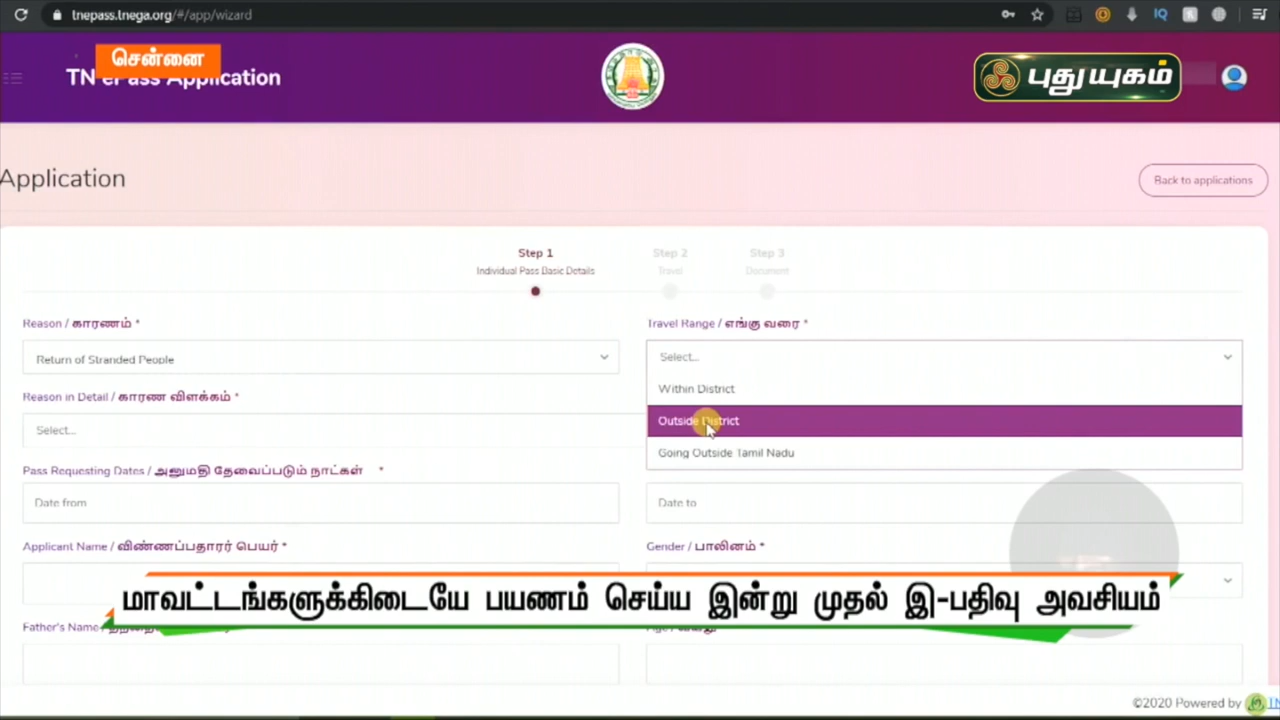 tnepass.tnega.org/#/app/wizard
சென்னை
TN ePass Application
புதுயுகம்
Application
Back to applications
Step 1
Step 2
Step 3
Individual Pass Basic Details
Travel
Document
Reason / காரணம் *
Travel Range / எங்கு வரை *
Return of Stranded People
Select...
Within District
Reason in Detail / காரண விளக்கம் *
Outside District
Select...
Going Outside Tamil Nadu
Pass Requesting Dates / அனுமதி தேவைப்படும் நாட்கள் *
Date from
Date to
Applicant Name / விண்ணப்பதாரர் பெயர் *
Gender / பாலினம் *
மாவட்டங்களுக்கிடையே பயணம் செய்ய இன்று முதல் இ-பதிவு அவசியம்
Father's Name
©2020 Powered by